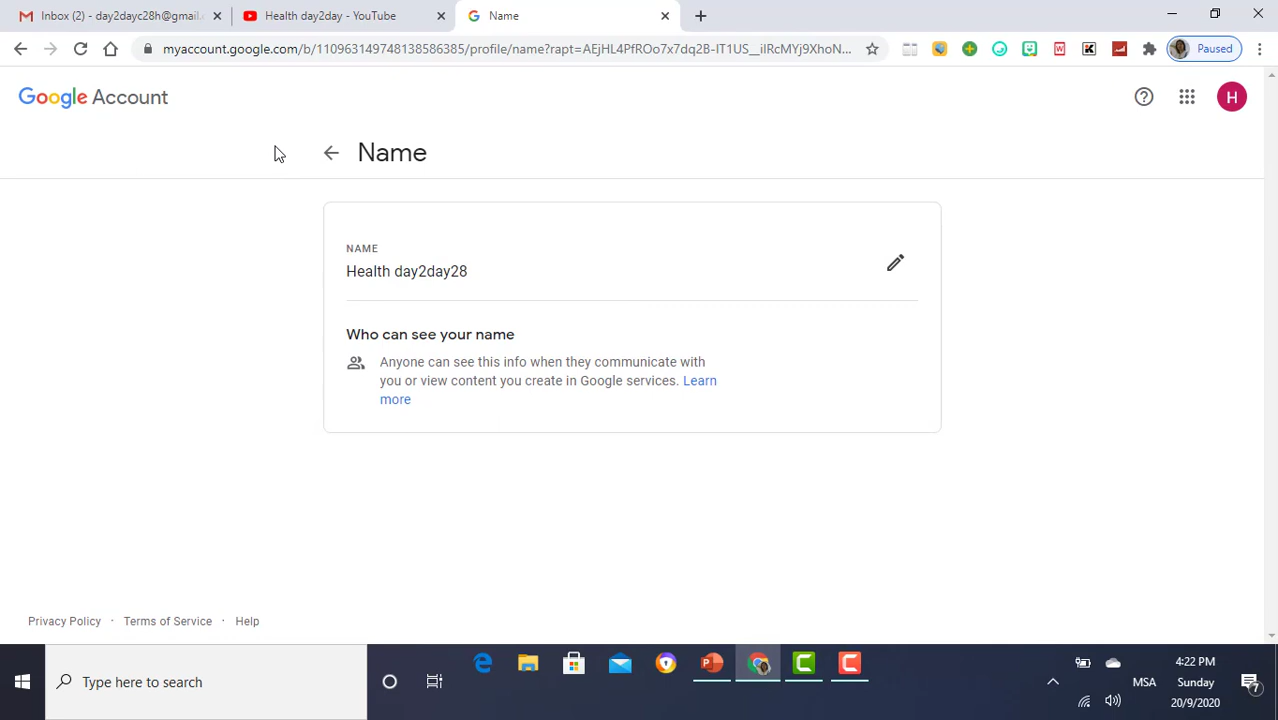 Inbox (2) - day2dayc28h@gmail.c
Health day2day - YouTube
Name
myaccount.google.com/b/110963149748138586385/profile/name?rapt=AEjHL4PfROo7x7dq2B-IT1US__ilRcMYj9XhoN...
Paused
Google Account
H
Name
NAME
Health day2day28
Who can see your name
Anyone can see this info when they communicate with
you or view content you create in Google services. Learn
more
Privacy Policy · Terms of Service · Help
Type here to search
4:22 PM
MSA
Sunday
20/9/2020
7